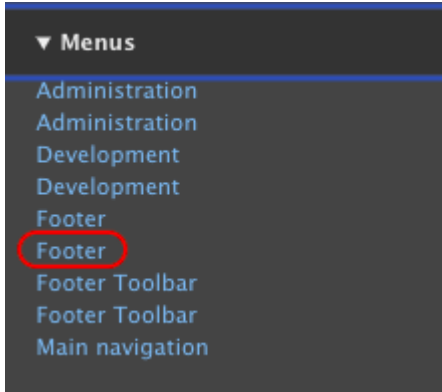 ▼ Menus
Administration
Administration
Development
Development
Footer
Footer
Footer Toolbar
Footer Toolbar
Main navigation